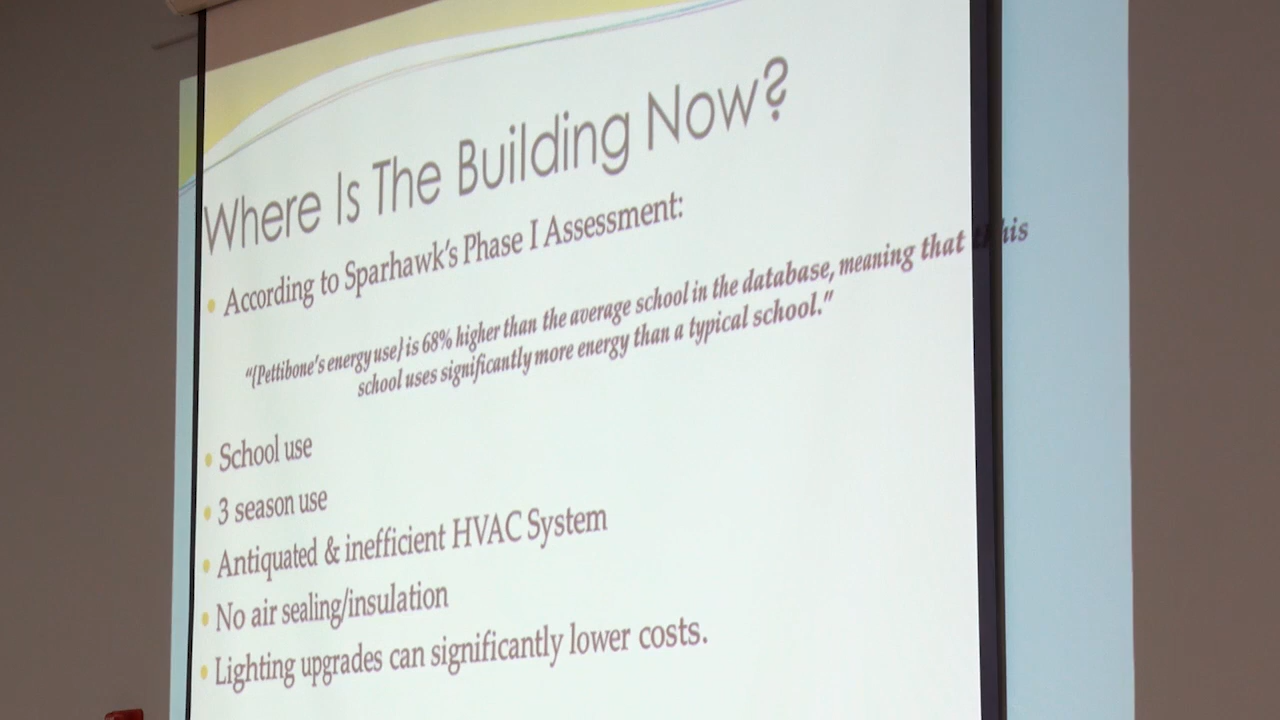 Where Is The Building Now?
According to Sparhawk's Phase I Assessment:
"{Pettibone's energy use} is 68% higher than the average school in the database, meaning that this
school uses significantly more energy than a typical school."
School use
3 season use
Antiquated & inefficient HVAC System
No air sealing/insulation
Lighting upgrades can significantly lower costs.